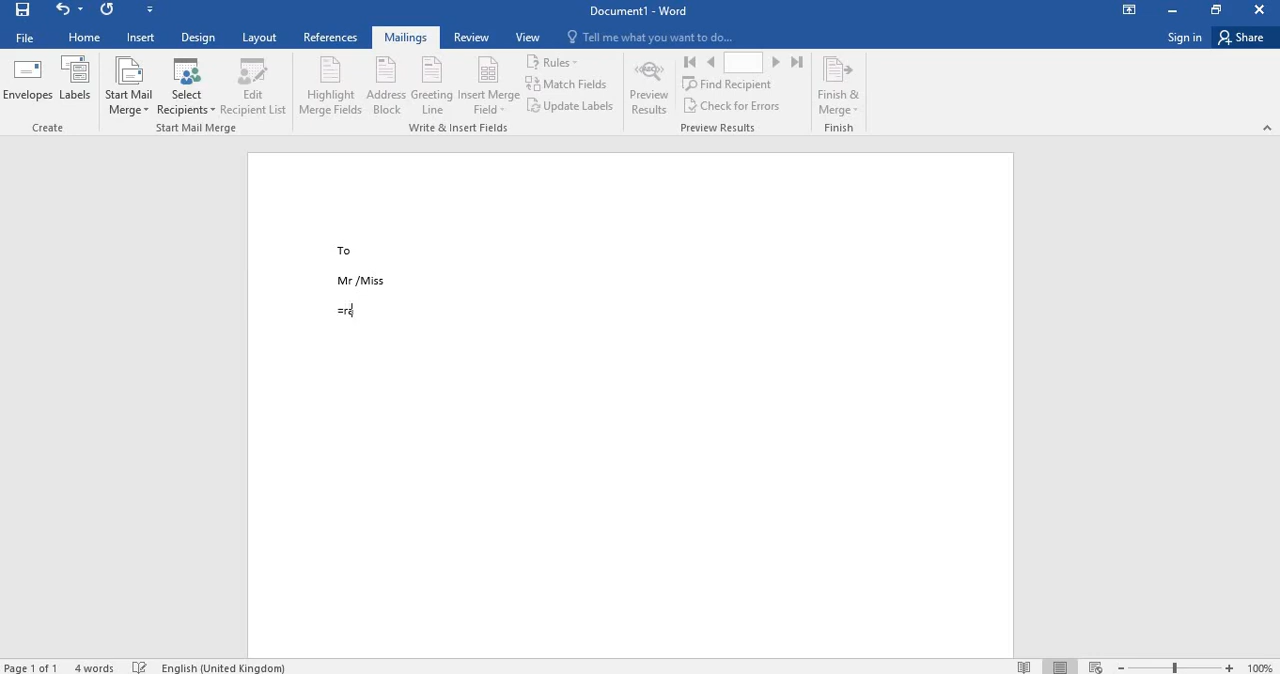 Document1 - Word
File Home Insert Design Layout References Mailings Review View Tell me what you want to do... Sign in Share
Envelopes
Labels
Create
Start Mail Merge
Select Recipients
Edit Recipient List
Start Mail Merge
Highlight Merge Fields
Address Block
Greeting Line
Insert Merge Field
Rules
Match Fields
Update Labels
Write & Insert Fields
ABC
Preview Results
Find Recipient
Check for Errors
Preview Results
Finish & Merge
Finish
To
Mr /Miss
=ra
Page 1 of 1 4 words English (United Kingdom) 100%